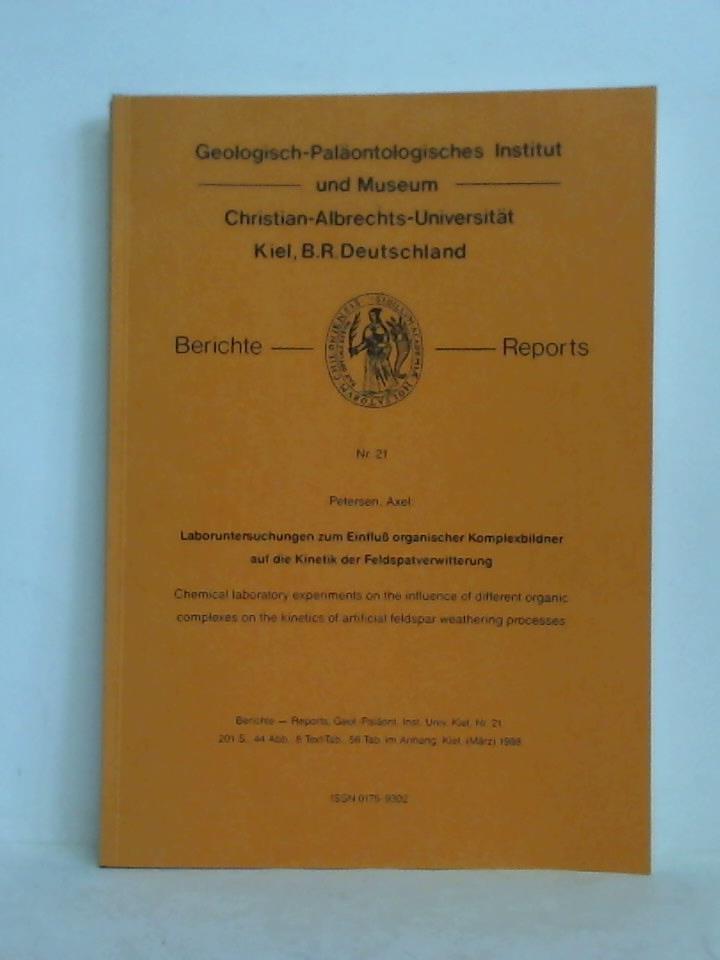 Geologisch-Paläontologisches Institut
und Museum
Christian-Albrechts-Universität
Kiel, B.R. Deutschland
Berichte — Reports
Nr. 21
Petersen, Axel:
Laboruntersuchungen zum Einfluß organischer Komplexbildner
auf die Kinetik der Feldspatverwitterung
Chemical laboratory experiments on the influence of different organic
complexes on the kinetics of artificial feldspar weathering processes
Berichte — Reports, Geol.-Paläont. Inst. Univ. Kiel, Nr. 21
201 S., 44 Abb., 8 Text-Tab., 56 Tab. im Anhang, Kiel, (März) 1988
ISSN 0175-9302